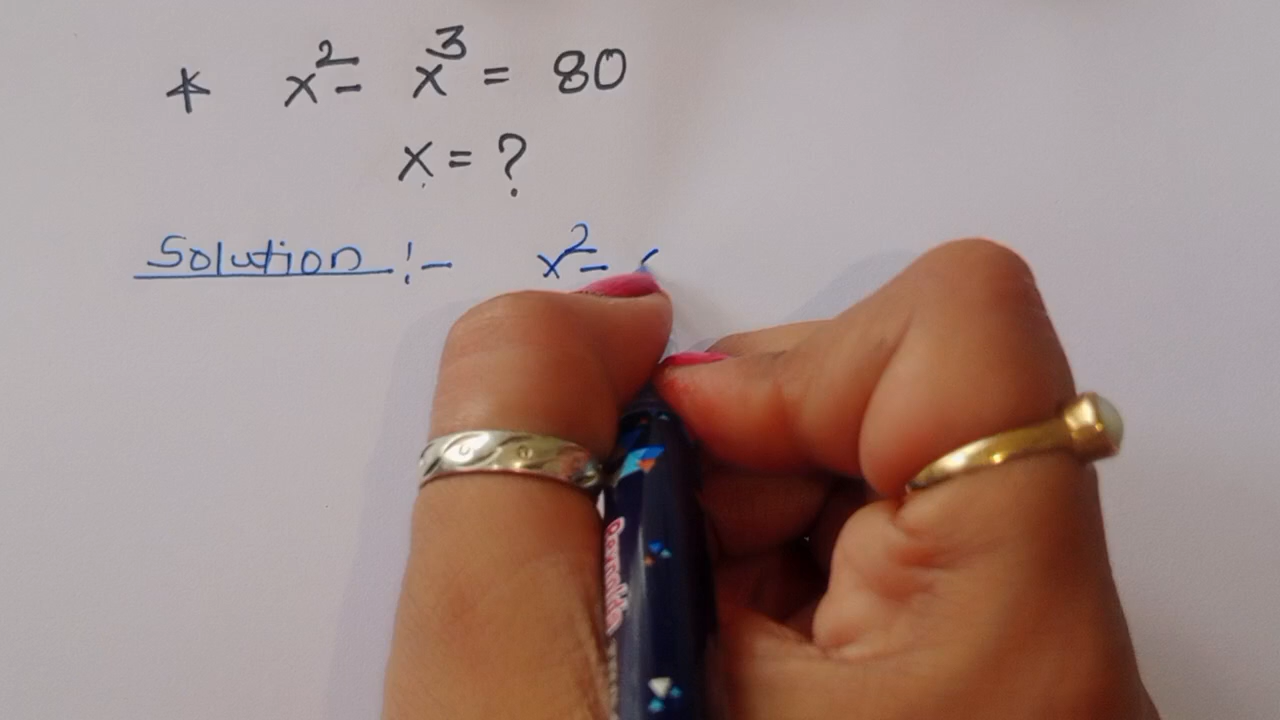 * x² - x³ = 80
x = ?
Solution :- x² -